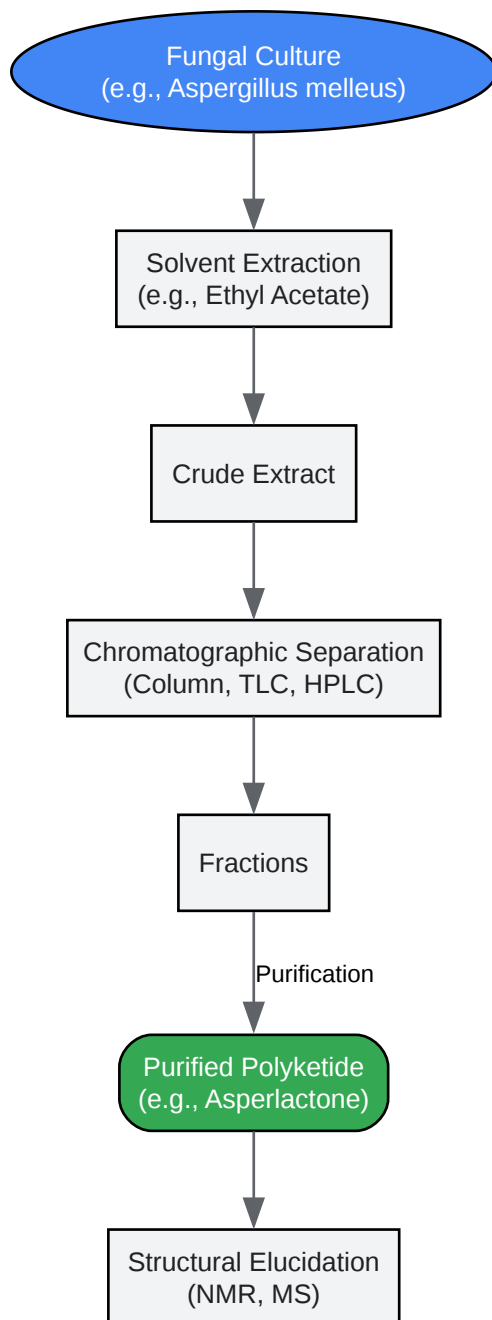 Fungal Culture
(e.g., Aspergillus melleus)
Solvent Extraction
(e.g., Ethyl Acetate)
Crude Extract
Chromatographic Separation
(Column, TLC, HPLC)
Fractions
Purification
Purified Polyketide
(e.g., Asperlactone)
Structural Elucidation
(NMR, MS)